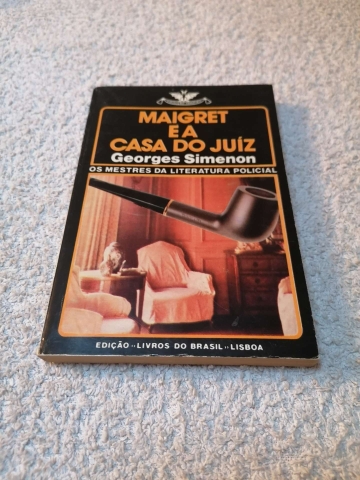 MAIGRET
E A
CASA DO JUÍZ
Georges Simenon
OS MESTRES DA LITERATURA POLICIAL
EDIÇÃO ·· LIVROS DO BRASIL ·· LISBOA